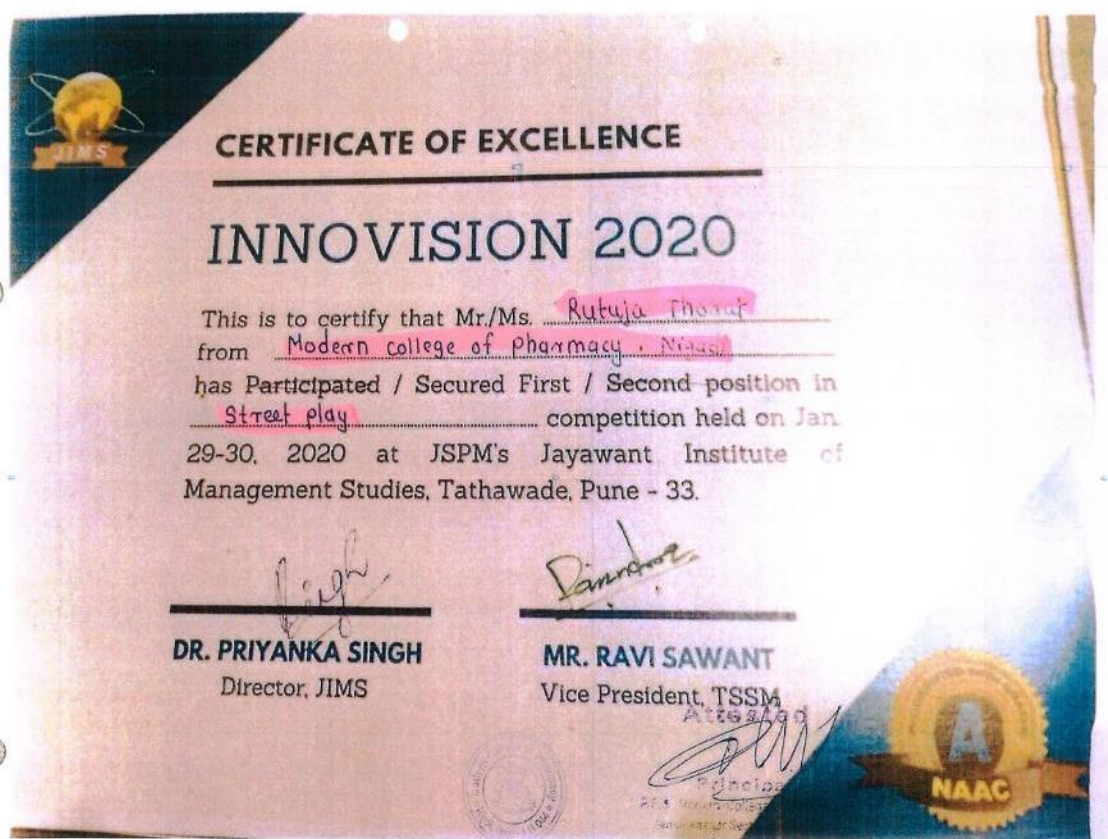 JIMS
CERTIFICATE OF EXCELLENCE
INNOVISION 2020
This is to certify that Mr./Ms. Rutuja Thorat
from Modern college of pharmacy. Nigadi
has Participated / Secured First / Second position in
Street play competition held on Jan.
29-30, 2020 at JSPM's Jayawant Institute of
Management Studies, Tathawade, Pune - 33.
DR. PRIYANKA SINGH
Director, JIMS
MR. RAVI SAWANT
Vice President, TSSM
Attested
Principal
A
NAAC